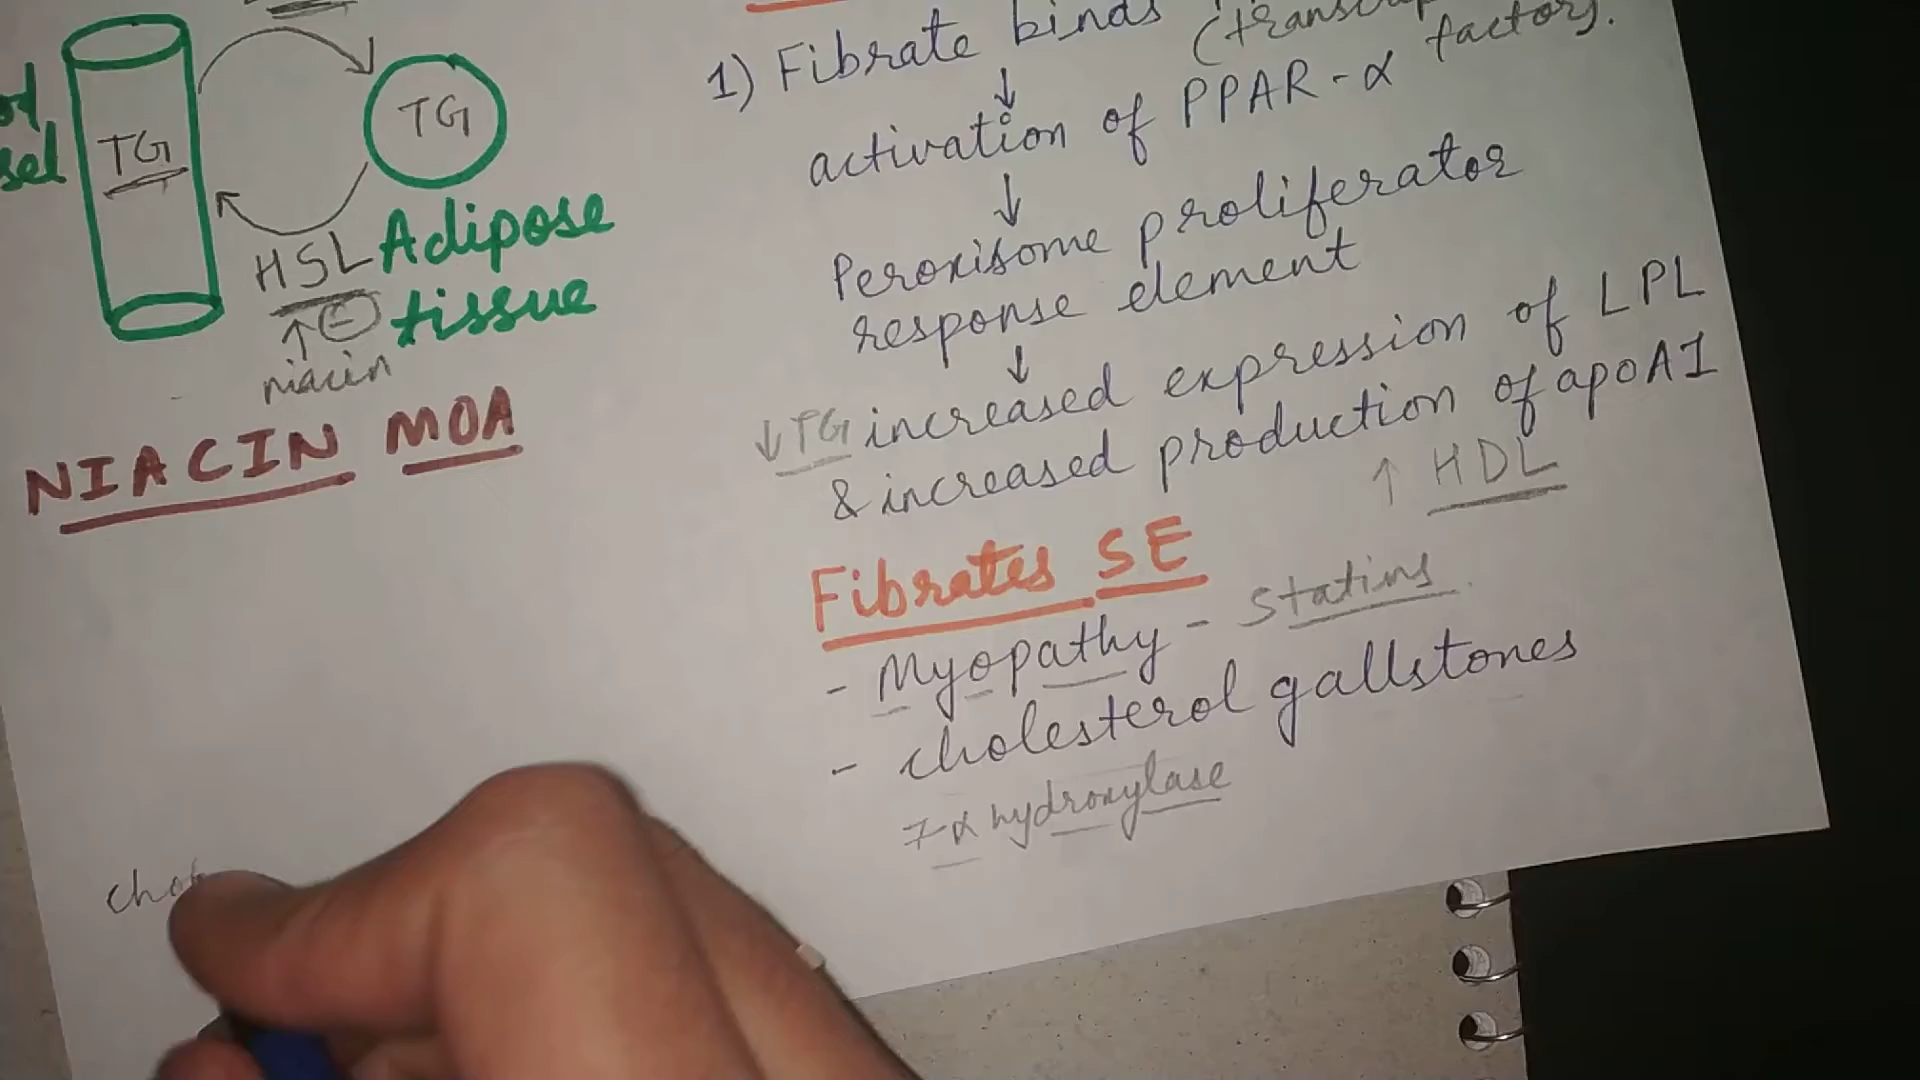 TG
TG
HSL
niacin
Adipose
tissue
NIACIN MOA
1) Fibrate binds
activation of PPAR-α factor).
Peroxisome proliferator
response element
↓TG increased expression of LPL
& increased production of apoA1
↑ HDL
Fibrates SE
- Myopathy - statins
- cholesterol gallstones
7-α hydroxylase